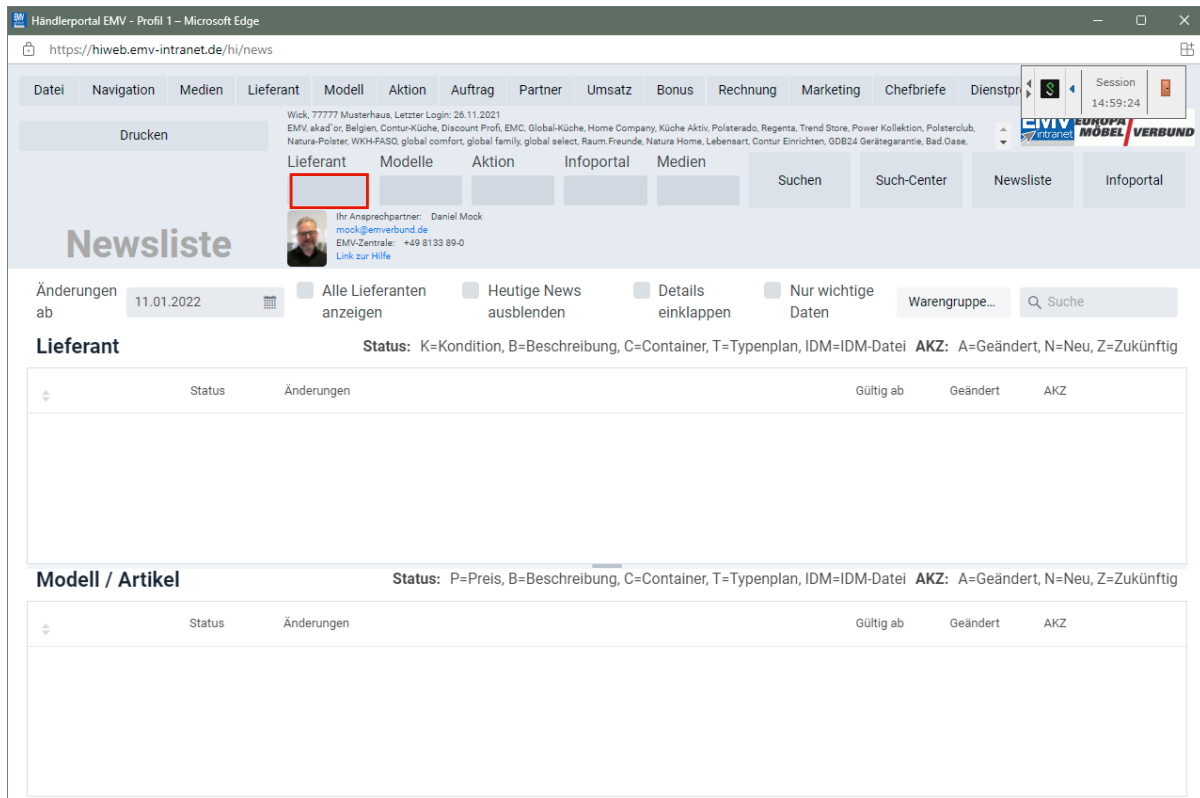 Händlerportal EMV - Profil 1 – Microsoft Edge
https://hiweb.emv-intranet.de/hi/news
Datei Navigation Medien Lieferant Modell Aktion Auftrag Partner Umsatz Bonus Rechnung Marketing Chefbriefe Dienstpr
Session
14:59:24
Drucken
Wick, 77777 Musterhaus, Letzter Login: 26.11.2021
EMV, akad´or, Belgien, Contur-Küche, Discount Profi, EMC, Global-Küche, Home Company, Küche Aktiv, Polsterado, Regenta, Trend Store, Power Kollektion, Polsterclub,
Natura-Polster, WKH-FASO, global comfort, global family, global select, Raum.Freunde, Natura Home, Lebensart, Contur Einrichten, GDB24 Gerätegarantie, Bad.Oase,
EMV intranet
EUROPA
MÖBEL VERBUND
Lieferant Modelle Aktion Infoportal Medien
Suchen Such-Center Newsliste Infoportal
Newsliste
Ihr Ansprechpartner: Daniel Mock
mock@emverbund.de
EMV-Zentrale: +49 8133 89-0
Link zur Hilfe
Änderungen ab 11.01.2022
Alle Lieferanten anzeigen
Heutige News ausblenden
Details einklappen
Nur wichtige Daten
Warengruppe...
Suche
Lieferant
Status: K=Kondition, B=Beschreibung, C=Container, T=Typenplan, IDM=IDM-Datei AKZ: A=Geändert, N=Neu, Z=Zukünftig
Status Änderungen Gültig ab Geändert AKZ
Modell / Artikel
Status: P=Preis, B=Beschreibung, C=Container, T=Typenplan, IDM=IDM-Datei AKZ: A=Geändert, N=Neu, Z=Zukünftig
Status Änderungen Gültig ab Geändert AKZ